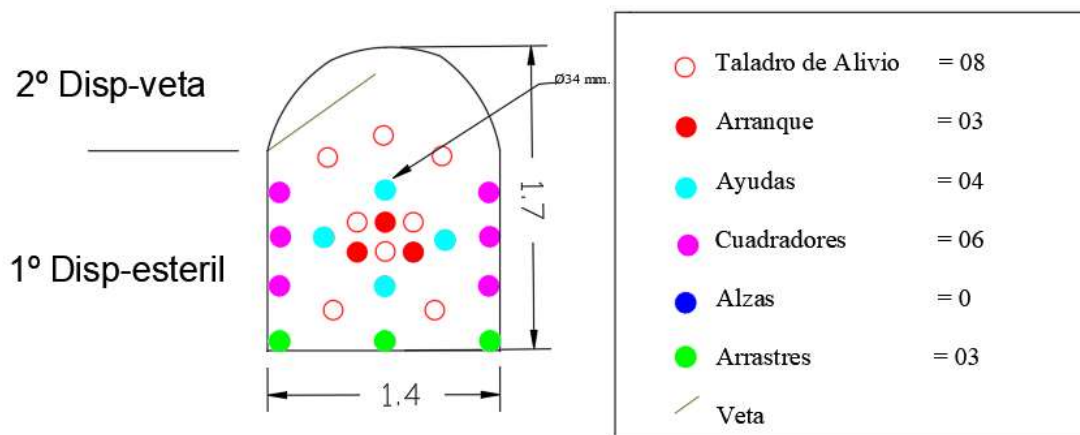 2º Disp-veta
1º Disp-esteril
Ø34 mm.
1.7
1.4
Taladro de Alivio = 08
Arranque = 03
Ayudas = 04
Cuadradores = 06
Alzas = 0
Arrastres = 03
Veta